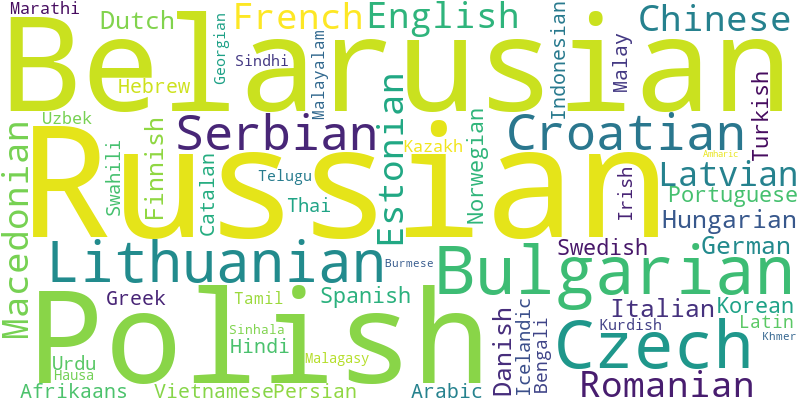 Marathi
Dutch
French
English
Chinese
Belarusian
Georgian
Sindhi
Hebrew
Malayalam
Indonesian
Malay
Turkish
Uzbek
Serbian
Croatian
Macedonian
Russian
Swahili
Finnish
Catalan
Telugu
Thai
Estonian
Kazakh
Norwegian
Amharic
Irish
Latvian
Portuguese
Hungarian
Lithuanian
Burmese
Bulgarian
Swedish
German
Polish
Greek
Tamil
Spanish
Sinhala
Hindi
Malagasy
Danish
Icelandic
Bengali
Italian
Kurdish
Korean
Latin
Khmer
Czech
Urdu
Hausa
Afrikaans
Vietnamese
Persian
Arabic
Romanian